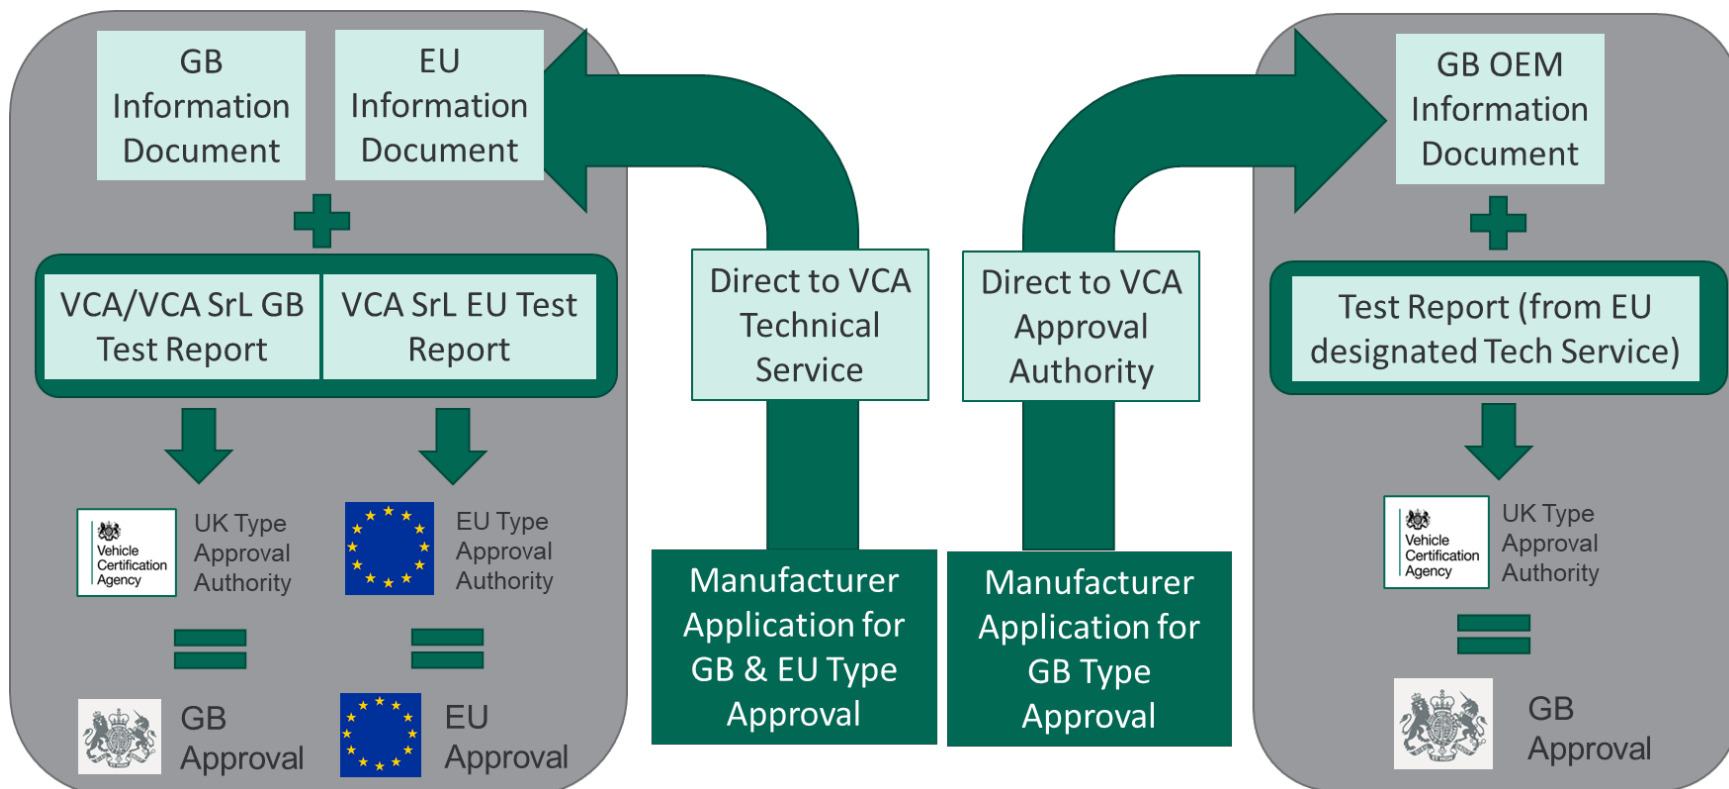 GB
Information
Document
EU
Information
Document
VCA/VCA SrL GB
Test Report
VCA SrL EU Test
Report
Vehicle
Certification
Agency
UK Type
Approval
Authority
EU Type
Approval
Authority
GB
Approval
EU
Approval
Direct to VCA
Technical
Service
Manufacturer
Application for
GB & EU Type
Approval
Direct to VCA
Approval
Authority
Manufacturer
Application for
GB Type
Approval
GB OEM
Information
Document
Test Report (from EU
designated Tech Service)
Vehicle
Certification
Agency
UK Type
Approval
Authority
GB
Approval